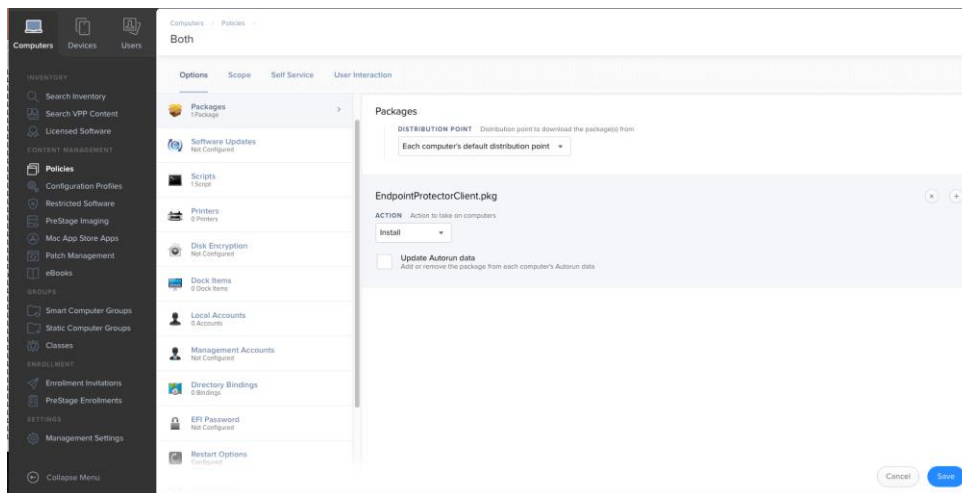 Computers
Devices
Users
INVENTORY
Search Inventory
Search VPP Content
Licensed Software
CONTENT MANAGEMENT
Policies
Configuration Profiles
Restricted Software
PreStage Imaging
Mac App Store Apps
Patch Management
eBooks
GROUPS
Smart Computer Groups
Static Computer Groups
Classes
ENROLLMENT
Enrollment Invitations
PreStage Enrollments
SETTINGS
Management Settings
Collapse Menu
Computers > Policies >
Both
Options
Scope
Self Service
User Interaction
Packages
1 Package
Software Updates
Not Configured
Scripts
1 Script
Printers
0 Printers
Disk Encryption
Not Configured
Dock Items
0 Dock Items
Local Accounts
0 Accounts
Management Accounts
Not Configured
Directory Bindings
0 Bindings
EFI Password
Not Configured
Restart Options
Configured
Packages
DISTRIBUTION POINT Distribution point to download the package(s) from
Each computer's default distribution point
EndpointProtectorClient.pkg
ACTION Action to take on computers
Install
Update Autorun data
Add or remove the package from each computer's Autorun data
Cancel
Save